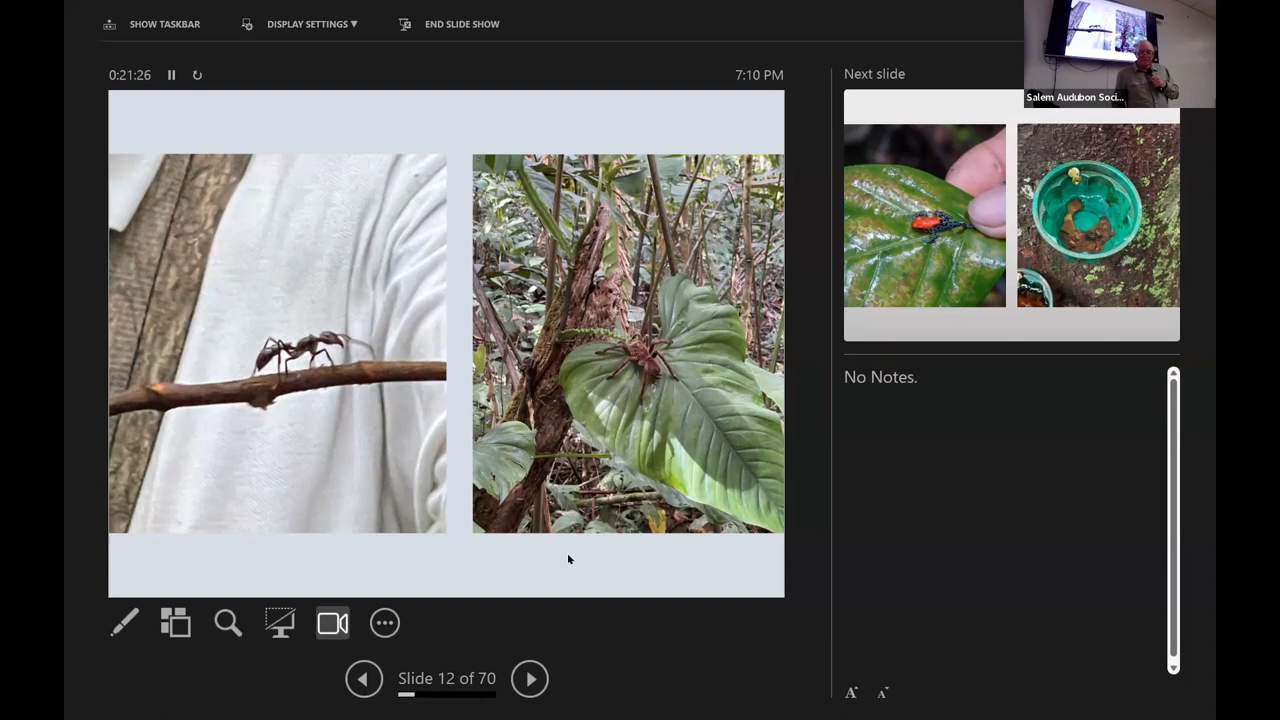 SHOW TASKBAR
DISPLAY SETTINGS ▼
END SLIDE SHOW
0:21:26
7:10 PM
Next slide
Salem Audubon Soci...
No Notes.
Slide 12 of 70
A
A